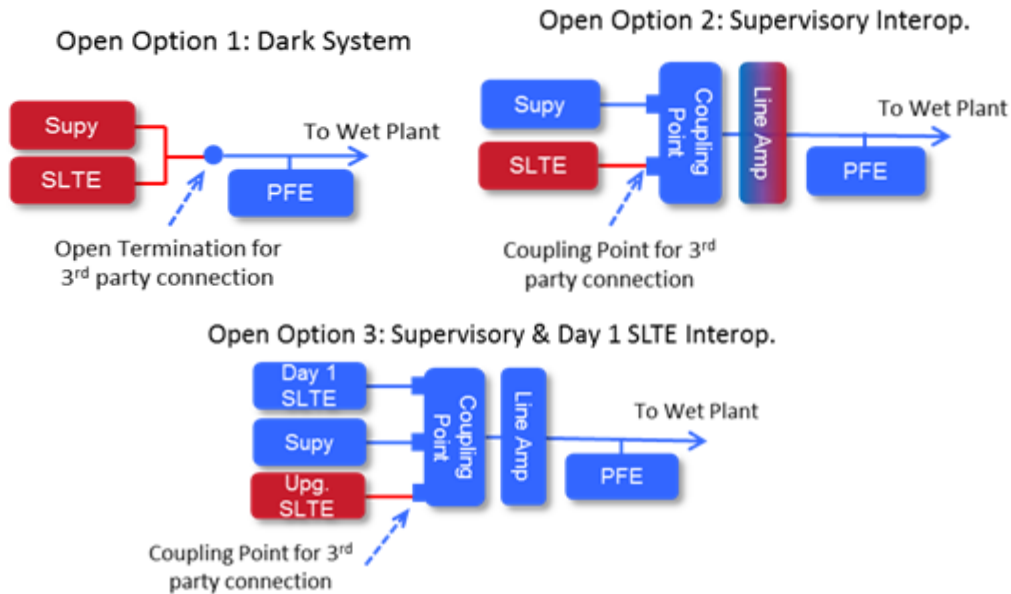 Open Option 1: Dark System
Supy
SLTE
To Wet Plant
PFE
Open Termination for
3rd party connection
Open Option 2: Supervisory Interop.
Supy
SLTE
Coupling
Point
Line Amp
To Wet Plant
PFE
Coupling Point for 3rd
party connection
Open Option 3: Supervisory & Day 1 SLTE Interop.
Day 1
SLTE
Supy
Upg.
SLTE
Coupling
Point
Line Amp
To Wet Plant
PFE
Coupling Point for 3rd
party connection